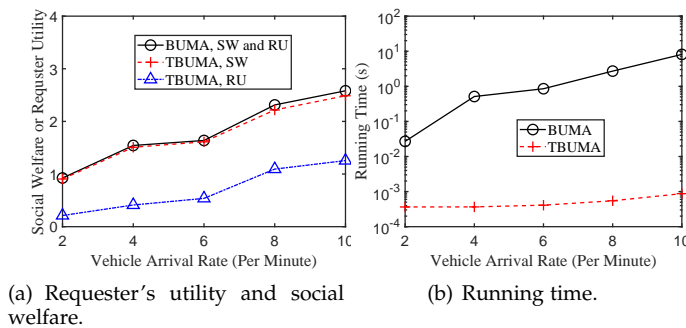 Social Welfare or Requster Utility
4
3
2
1
0
BUMA, SW and RU
TBUMA, SW
TBUMA, RU
2 4 6 8 10
Vehicle Arrival Rate (Per Minute)
(a) Requester's utility and social
welfare.
Running Time (s)
10^2
10^1
10^0
10^-1
10^-2
10^-3
10^-4
BUMA
TBUMA
2 4 6 8 10
Vehicle Arrival Rate (Per Minute)
(b) Running time.